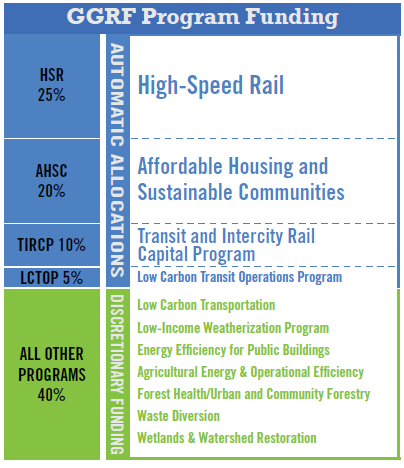 GGRF Program Funding
AUTOMATIC ALLOCATIONS
HSR
25%
High-Speed Rail
AHSC
20%
Affordable Housing and
Sustainable Communities
TIRCP 10%
Transit and Intercity Rail
Capital Program
LCTOP 5%
Low Carbon Transit Operations Program
DISCRETIONARY FUNDING
ALL OTHER
PROGRAMS
40%
Low Carbon Transportation
Low-Income Weatherization Program
Energy Efficiency for Public Buildings
Agricultural Energy & Operational Efficiency
Forest Health/Urban and Community Forestry
Waste Diversion
Wetlands & Watershed Restoration